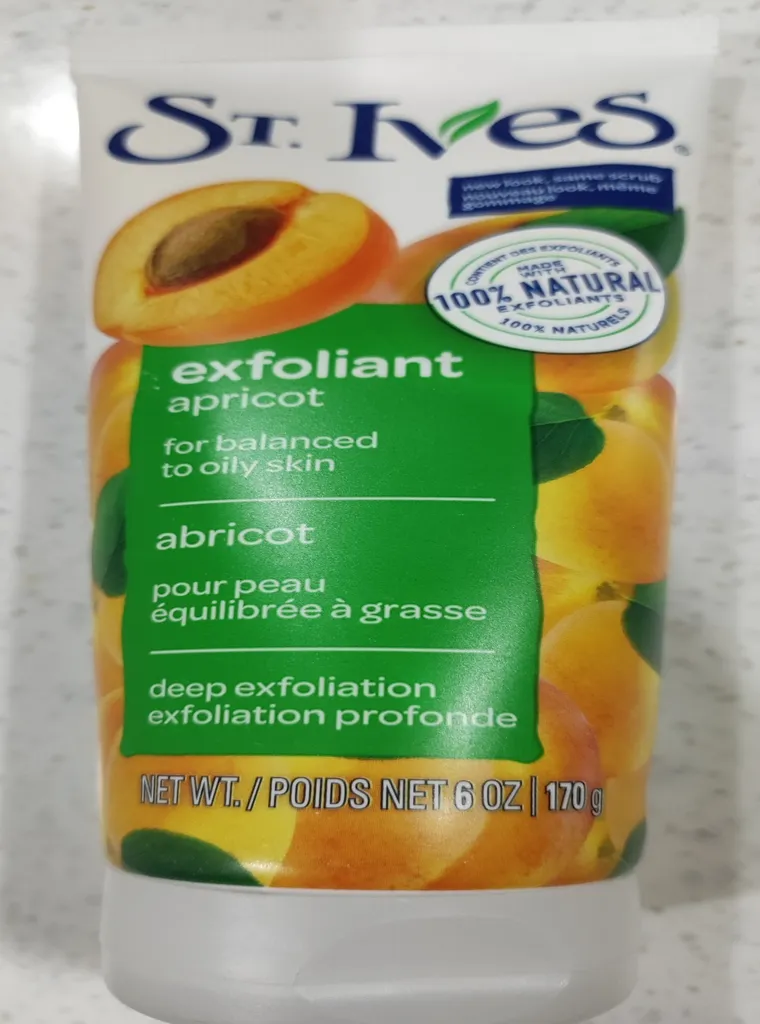 St. Ives
new look, same scrub
nouveau look, même
gommage
CONTIENT DES EXFOLIANTS
MADE
WITH
100% NATURAL
EXFOLIANTS
100% NATURELS
exfoliant
apricot
for balanced
to oily skin
abricot
pour peau
équilibrée à grasse
deep exfoliation
exfoliation profonde
NET WT. / POIDS NET 6 OZ | 170 g